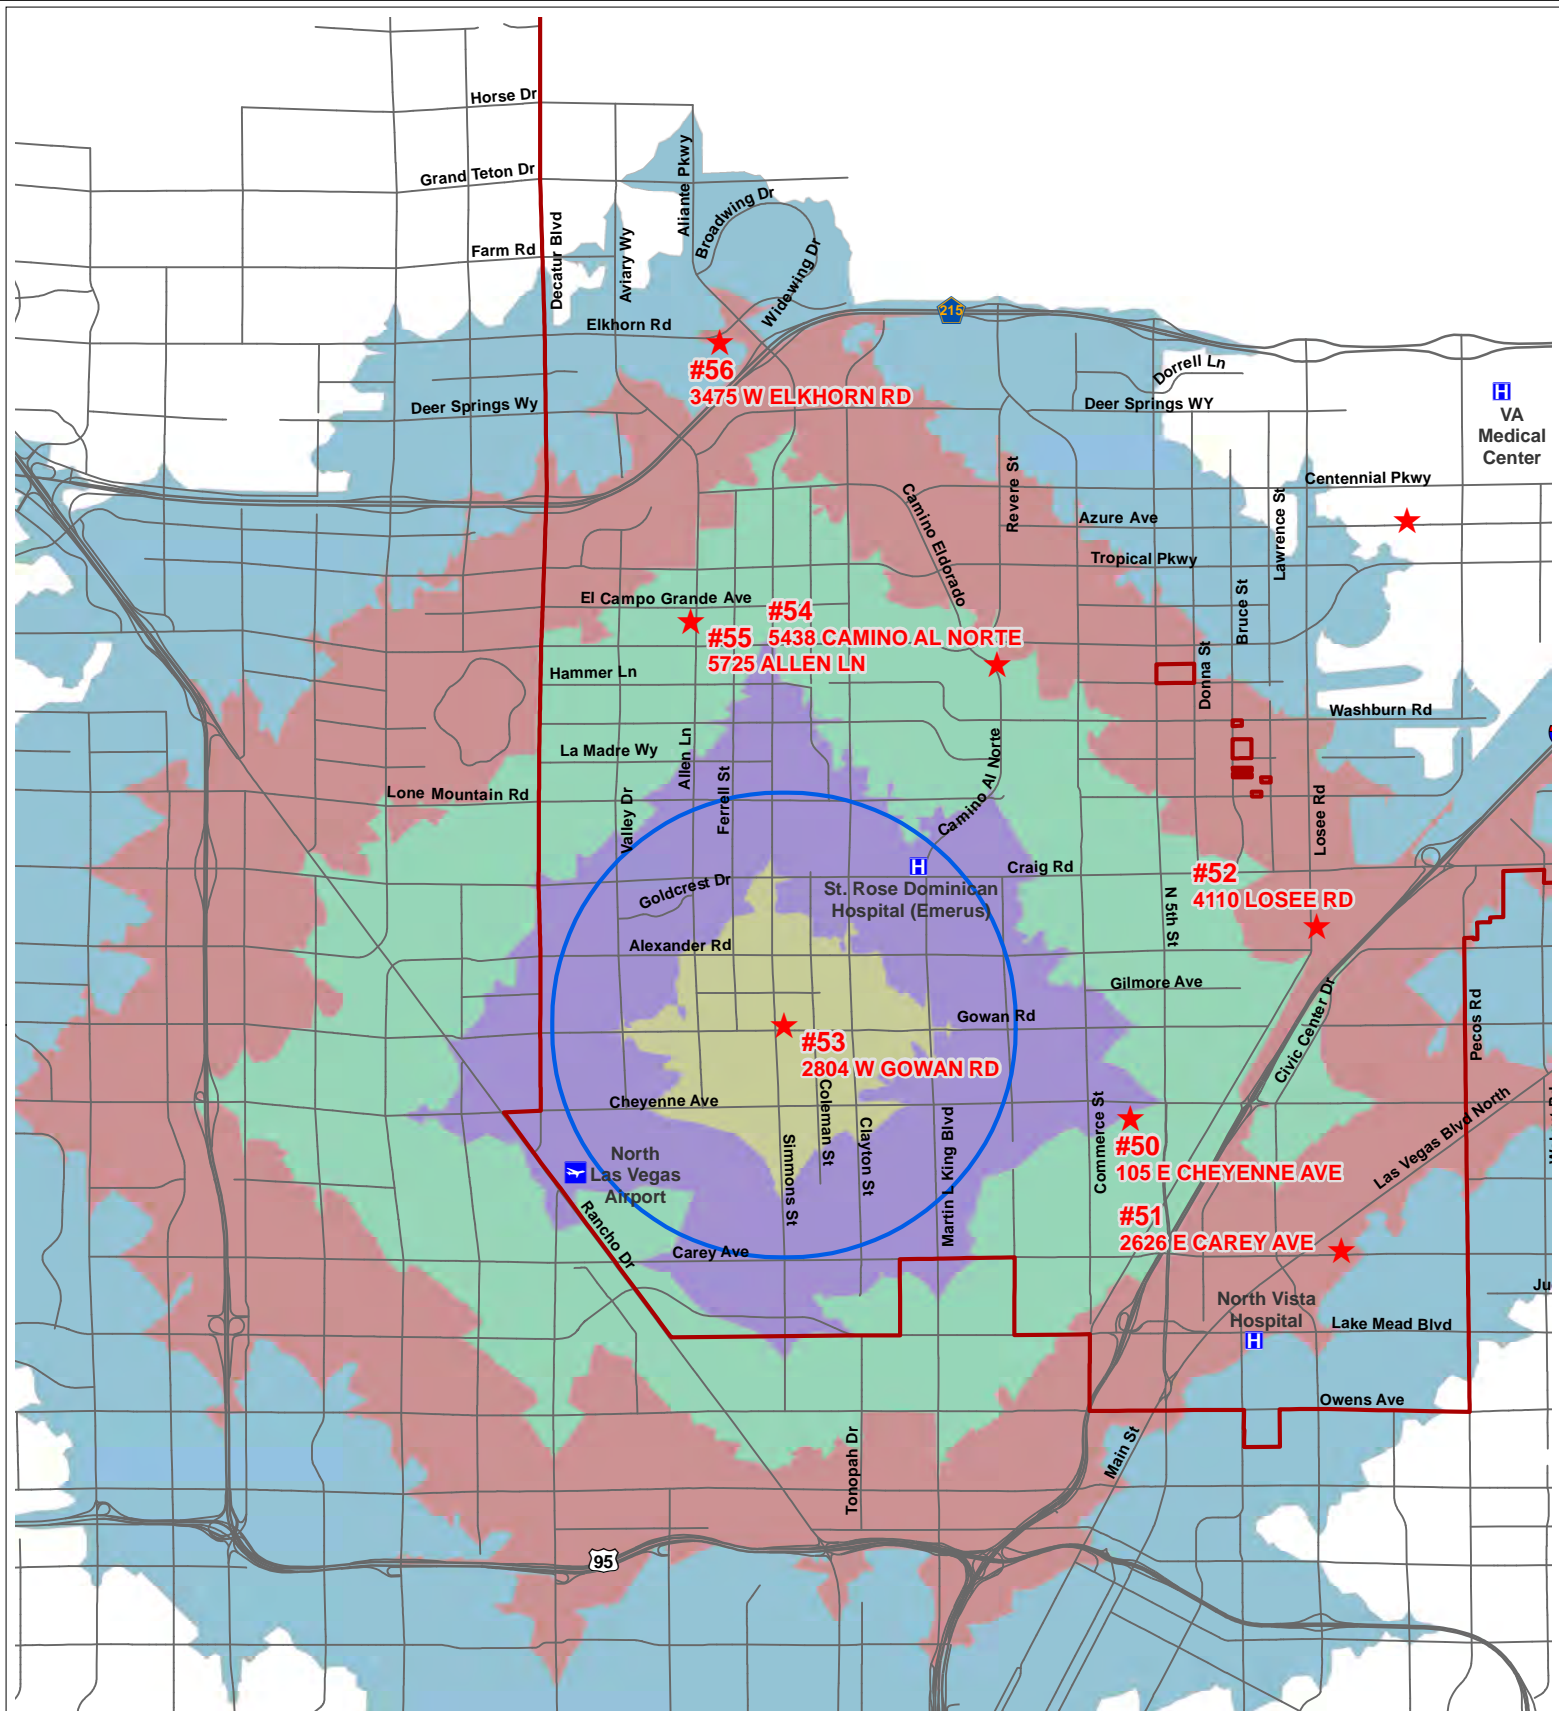 Horse Dr
Grand Teton Dr
Aliante Pkwy
Broadwing Dr
Farm Rd
Decatur Blvd
Aviary Wy
Widewing Dr
215
Elkhorn Rd
#56
3475 W ELKHORN RD
Dorrell Ln
Deer Springs Wy
Deer Springs WY
H
VA
Medical
Center
Centennial Pkwy
Camino Eldorado
Revere St
Lawrence St
Azure Ave
Tropical Pkwy
El Campo Grande Ave
#54
5438 CAMINO AL NORTE
#55
5725 ALLEN LN
Bruce St
Hammer Ln
Donna St
Washburn Rd
La Madre Wy
Allen Ln
Ferrell St
Camino Al Norte
Lone Mountain Rd
Valley Dr
Losee Rd
H
Craig Rd
Goldcrest Dr
St. Rose Dominican
Hospital (Emerus)
#52
4110 LOSEE RD
N 5th St
Alexander Rd
Gilmore Ave
Gowan Rd
Civic Center Dr
Pecos Rd
#53
2804 W GOWAN RD
Cheyenne Ave
Coleman St
Clayton St
Martin L King Blvd
Commerce St
Simmons St
Las Vegas Blvd North
#50
105 E CHEYENNE AVE
North
Las Vegas
Airport
#51
2626 E CAREY AVE
Rancho Dr
Carey Ave
North Vista
Hospital
H
Ju
Lake Mead Blvd
Owens Ave
Main St
Tonopah Dr
95